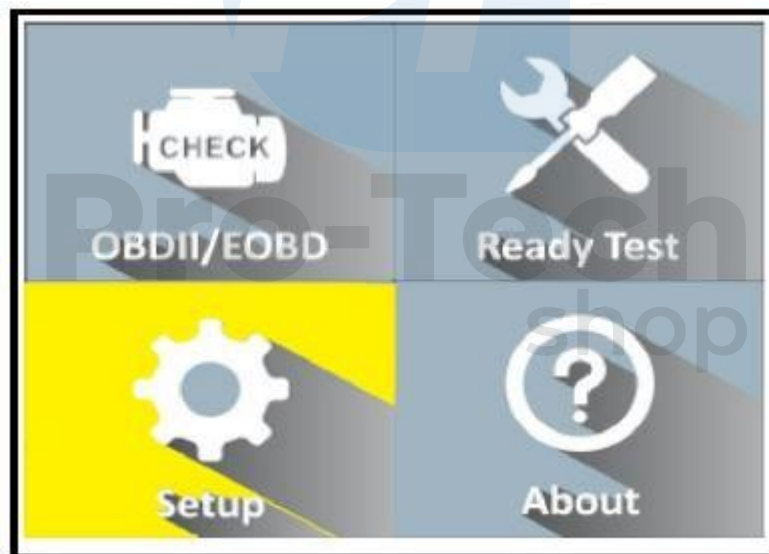 CHECK
OBDII/EOBD
Ready Test
Pro-Tech
shop
Setup
?
About